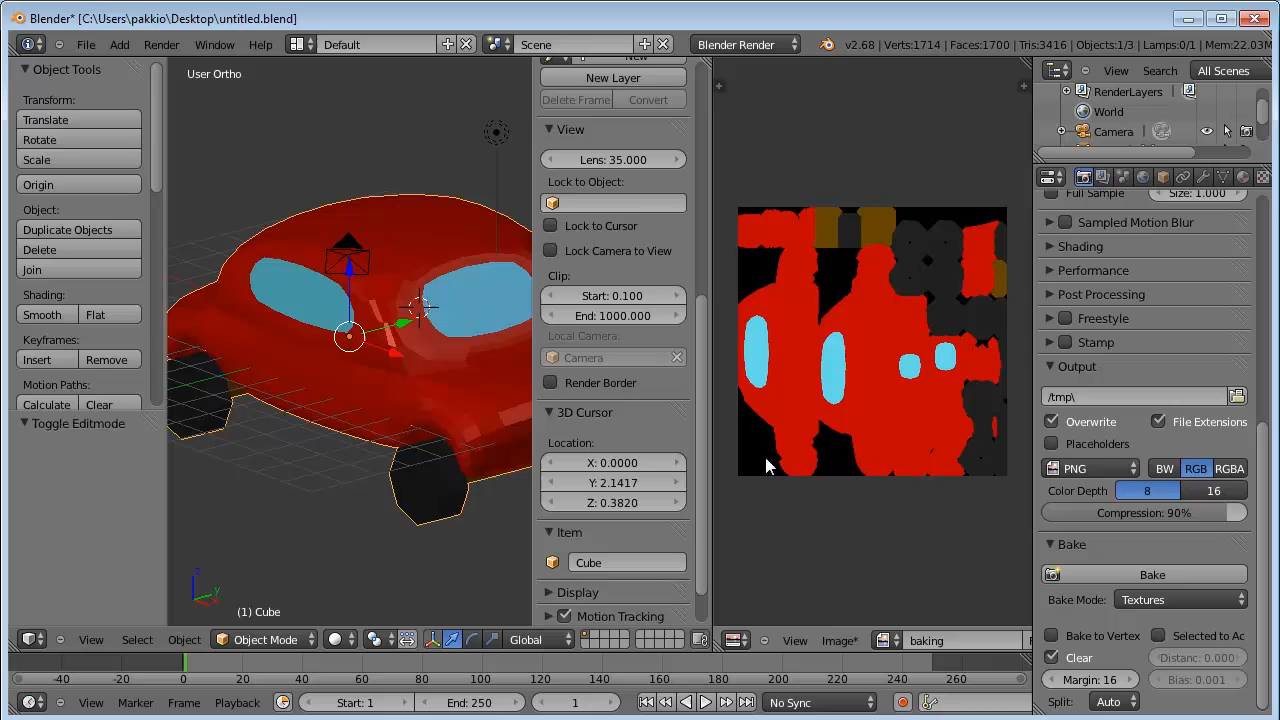 Blender* [C:\Users\pakkio\Desktop\untitled.blend]
File Add Render Window Help Default Scene Blender Render v2.68 | Verts:1714 | Faces:1700 | Tris:3416 | Objects:1/3 | Lamps:0/1 | Mem:22.03M
Object Tools
Transform:
Translate
Rotate
Scale
Origin
Object:
Duplicate Objects
Delete
Join
Shading:
Smooth Flat
Keyframes:
Insert Remove
Motion Paths:
Calculate Clear
Toggle Editmode
User Ortho
z
y
x
(1) Cube
New
New Layer
Delete Frame Convert
View
Lens: 35.000
Lock to Object:
Lock to Cursor
Lock Camera to View
Clip:
Start: 0.100
End: 1000.000
Local Camera:
Camera
Render Border
3D Cursor
Location:
X: 0.0000
Y: 2.1417
Z: 0.3820
Item
Cube
Display
Motion Tracking
View Search All Scenes
RenderLayers
World
Camera
Full Sample Size: 1.000
Sampled Motion Blur
Shading
Performance
Post Processing
Freestyle
Stamp
Output
/tmp\
Overwrite File Extensions
Placeholders
PNG BW RGB RGBA
Color Depth 8 16
Compression: 90%
Bake
Bake
Bake Mode: Textures
Bake to Vertex Selected to Ac
Clear Distanc: 0.000
Margin: 16 Bias: 0.001
Split: Auto
View Select Object Object Mode Global
View Image* baking F
-40 -20 0 20 40 60 80 100 120 140 160 180 200 220 240 260
View Marker Frame Playback Start: 1 End: 250 1 No Sync